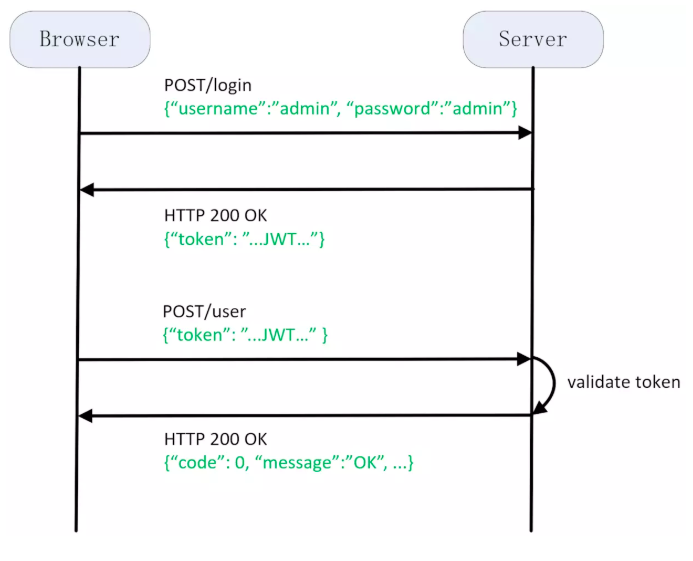 Browser
Server
POST/login
{“username”:”admin”, “password”:”admin”}
HTTP 200 OK
{“token”: ”...JWT...”}
POST/user
{“token”: ”...JWT...” }
validate token
HTTP 200 OK
{“code”: 0, “message”:”OK”, ...}